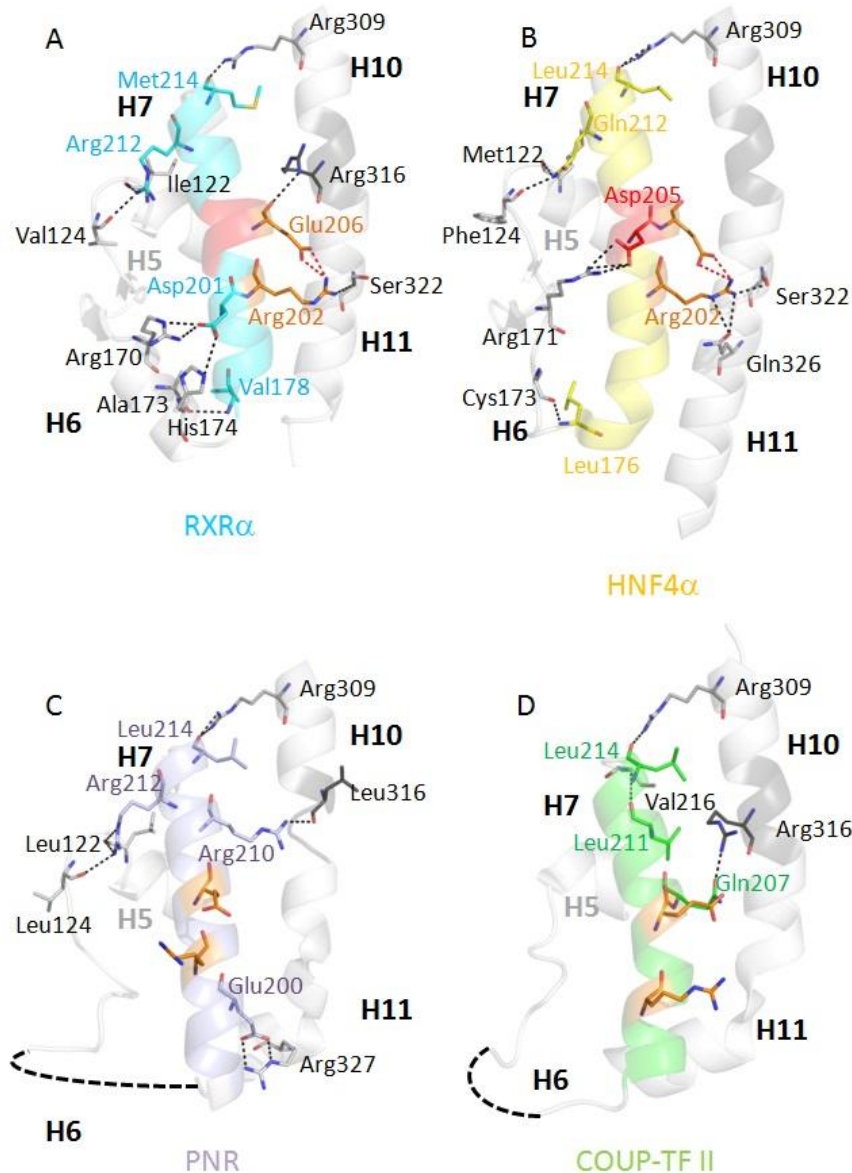 A
Arg309
H10
Met214
H7
Arg212
Ile122
Arg316
Val124
H5
Glu206
Asp201
Arg202
Ser322
H11
Arg170
Ala173
Val178
H6
His174
RXRα
B
Arg309
H10
Leu214
H7
Gln212
Met122
Asp205
Phe124
H5
Arg202
Ser322
Arg171
Gln326
Cys173
H6
H11
Leu176
HNF4α
C
Arg309
Leu214
H7
H10
Arg212
Leu316
Leu122
Arg210
H5
Leu124
Glu200
H11
Arg327
H6
PNR
D
Arg309
Leu214
H10
H7
Val216
Arg316
Leu211
H5
Gln207
H11
H6
COUP-TF II